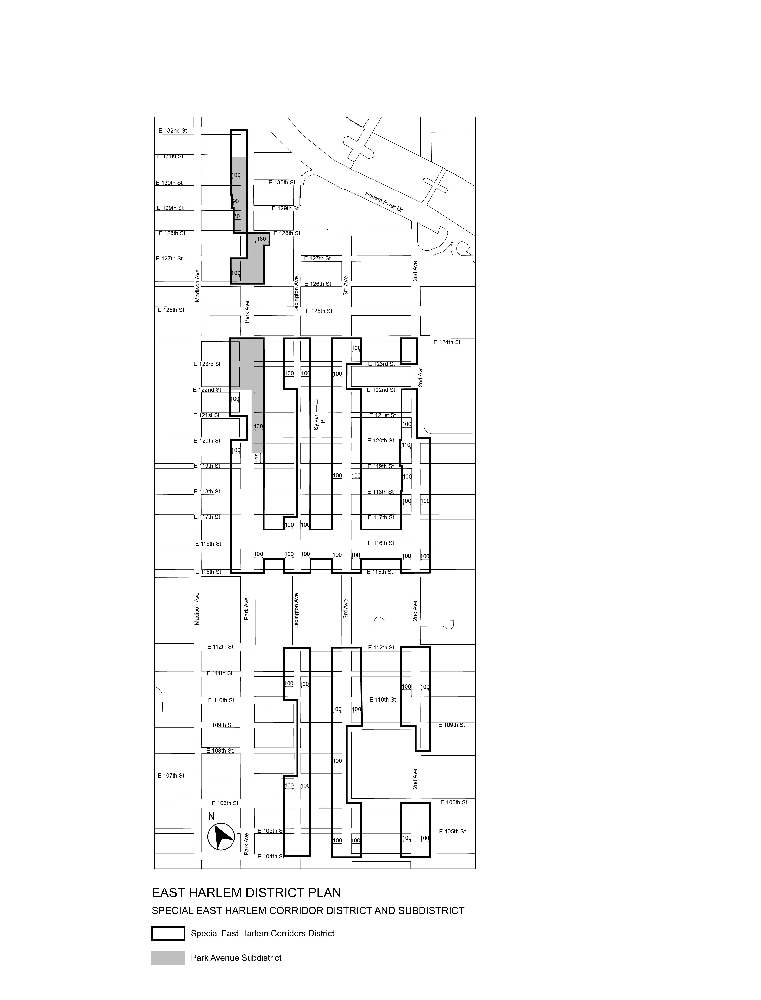 E 132nd St
E 131st St
100
E 130th St
E 130th St
Harlem River Dr
90
E 129th St
E 129th St
70
E 128th St
E 128th St
160
E 127th St
E 127th St
2nd Ave
100
Madison Ave
Lexington Ave
3rd Ave
E 126th St
Park Ave
E 125th St
E 125th St
E 124th St
100
E 123rd St
E 123rd St
100
100
100
2nd Ave
E 122nd St
E 122nd St
100
E 121st St
E 121st St
Sylvan
Pl
100
100
E 120th St
E 120th St.
100
110
125
E 119th St
E 119th St
100
100
100
E 118th St
E 118th St
100
100
E 117th St
E 117th St
100
100
E 116th St
E 116th St
100
100
100
100
100
100
100
E 115th St
E 115th St
Madison Ave
Park Ave
Lexington Ave
3rd Ave
2nd Ave
E 112th St
E 112th St
E 111th St.
100
100
100
100
E 110th St
E 110th St
100
100
E 109th St
E 109th St
E 108th St.
100
E 107th St
2nd Ave
100
100
E 106th St
E 106th St
N
E 105th S
E 105th St
Park Ave
100
100
100
100
E 104th St
EAST HARLEM DISTRICT PLAN
SPECIAL EAST HARLEM CORRIDOR DISTRICT AND SUBDISTRICT
Special East Harlem Corridors District
Park Avenue Subdistrict